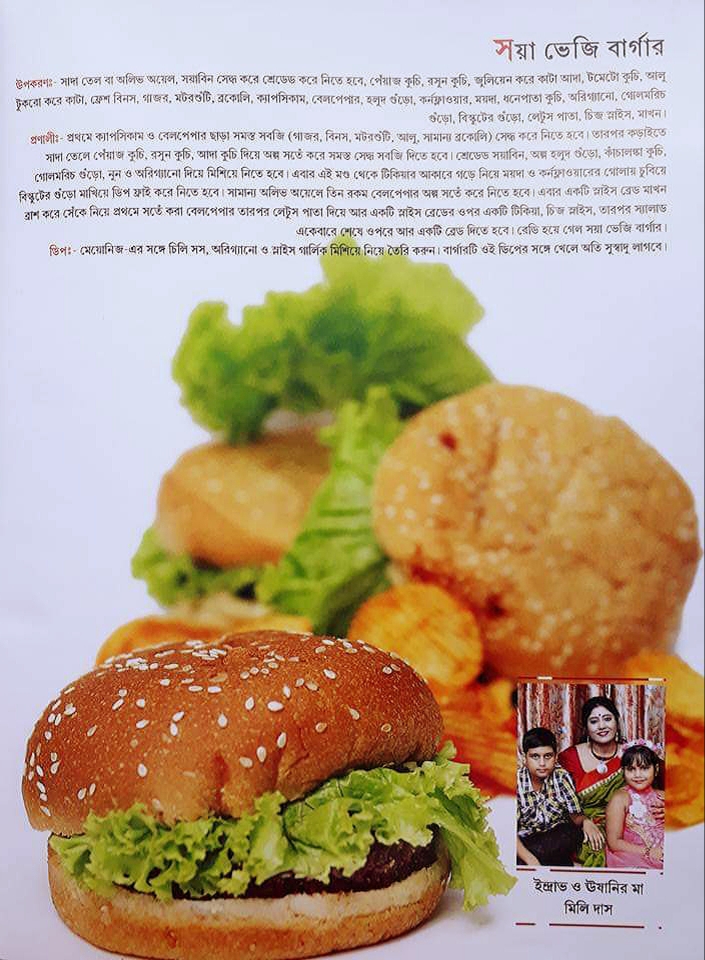 সয়া ভেজি বার্গার
উপকরণঃ- সাদা তেল বা অলিভ অয়েল, সয়াবিন সেদ্ধ করে শ্রেডেড করে নিতে হবে, পেঁয়াজ কুচি, রসুন কুচি, জুলিয়েন করে কাটা আদা, টমেটো কুচি, আলু
টুকরো করে কাটা, ফ্রেশ বিনস, গাজর, মটরশুঁটি, ব্রকোলি, ক্যাপসিকাম, বেলপেপার, হলুদ গুঁড়ো, কর্নফ্লাওয়ার, ময়দা, ধনেপাতা কুচি, অরিগ্যানো, গোলমরিচ
গুঁড়ো, বিস্কুটের গুঁড়ো, লেটুস পাতা, চিজ স্লাইস, মাখন।
প্রণালীঃ- প্রথমে ক্যাপসিকাম ও বেলপেপার ছাড়া সমস্ত সবজি (গাজর, বিনস, মটরশুঁটি, আলু, সামান্য ব্রকোলি) সেদ্ধ করে নিতে হবে। তারপর কড়াইতে
সাদা তেলে পেঁয়াজ কুচি, রসুন কুচি, আদা কুচি দিয়ে অল্প সতেঁ করে সমস্ত সেদ্ধ সবজি দিতে হবে। শ্রেডেড সয়াবিন, অল্প হলুদ গুঁড়ো, কাঁচালঙ্কা কুচি,
গোলমরিচ গুঁড়ো, নুন ও অরিগ্যানো দিয়ে মিশিয়ে নিতে হবে। এবার এই মণ্ড থেকে টিকিয়ার আকারে গড়ে নিয়ে ময়দা ও কর্নফ্লাওয়ারের গোলায় চুবিয়ে
বিস্কুটের গুঁড়ো মাখিয়ে ডিপ ফ্রাই করে নিতে হবে। সামান্য অলিভ অয়েলে তিন রকম বেলপেপার অল্প সতেঁ করে নিতে হবে। এবার একটি স্লাইস ব্রেড মাখন
ব্রাশ করে সেঁকে নিয়ে প্রথমে সতেঁ করা বেলপেপার তারপর লেটুস পাতা দিয়ে আর একটি স্লাইস ব্রেডের ওপর একটি টিকিয়া, চিজ স্লাইস, তারপর স্যালাড
একেবারে শেষে ওপরে আর একটি ব্রেড দিতে হবে। রেডি হয়ে গেল সয়া ভেজি বার্গার।
ডিপঃ- মেয়োনিজ-এর সঙ্গে চিলি সস, অরিগ্যানো ও স্লাইস গার্লিক মিশিয়ে নিয়ে তৈরি করুন। বার্গারটি ওই ডিপের সঙ্গে খেলে অতি সুস্বাদু লাগবে।
ইন্দ্রাভ ও ঊষানির মা
মিলি দাস